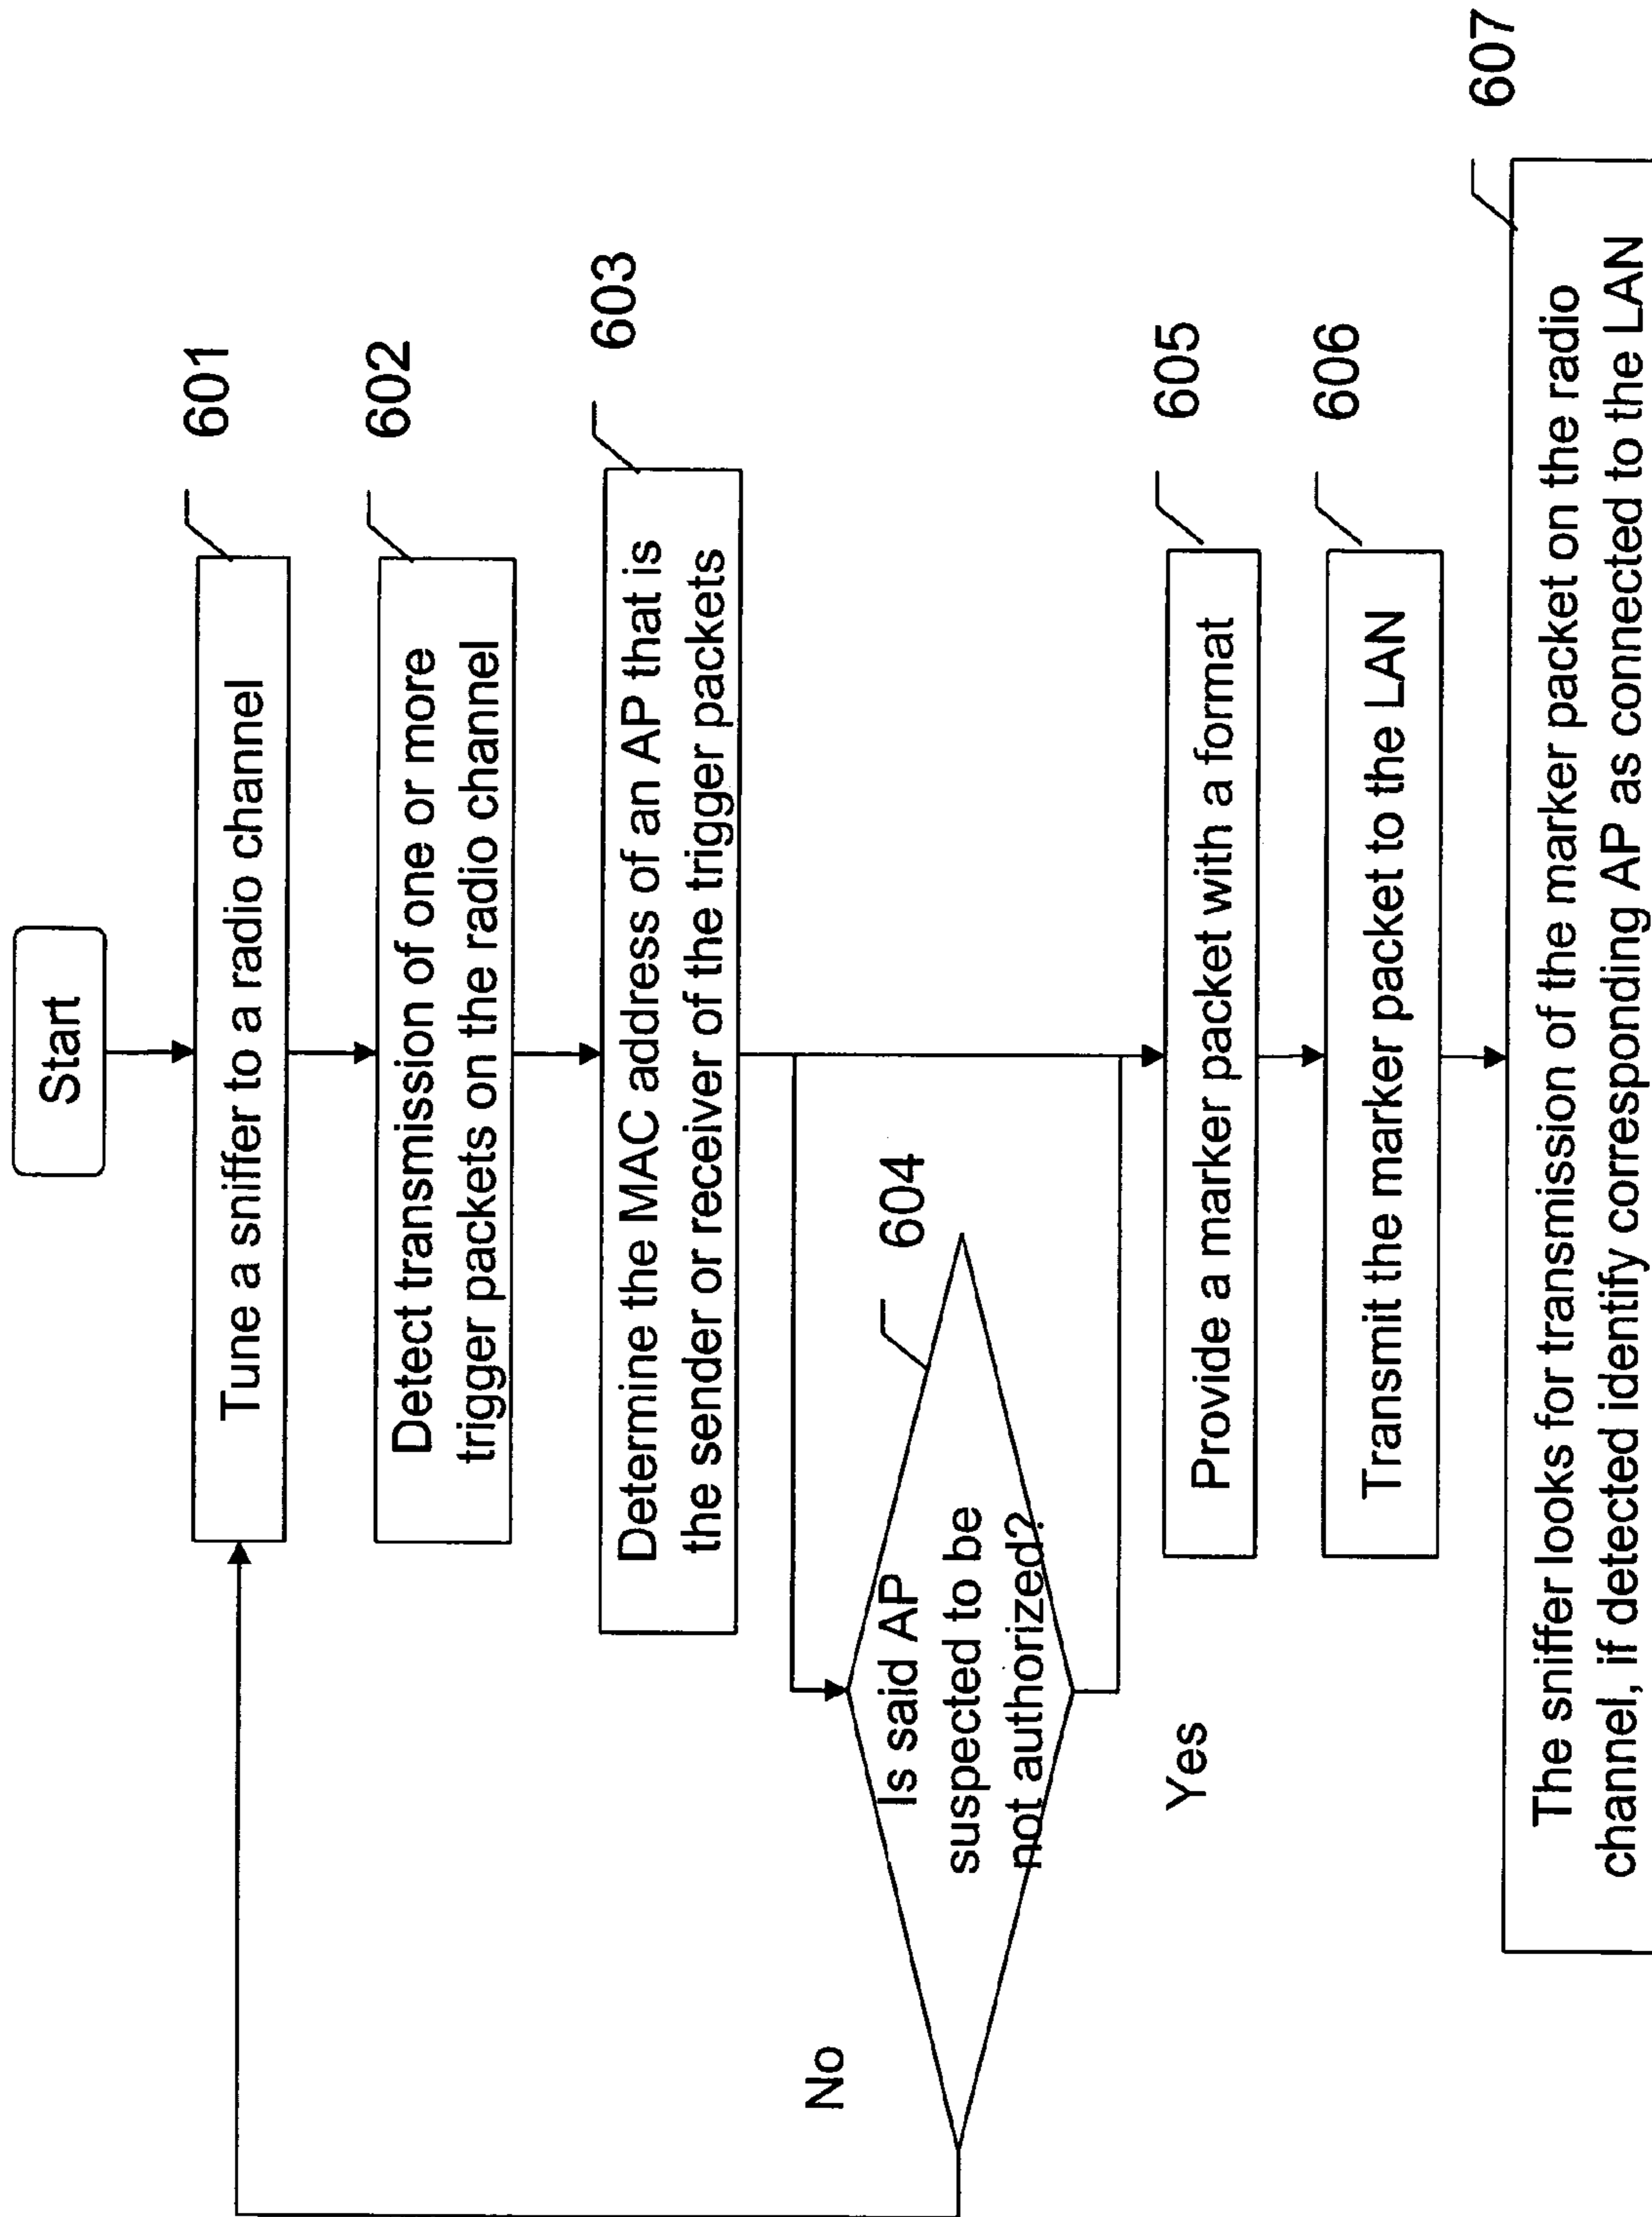 Start
601
Tune a sniffer to a radio channel
602
Detect transmission of one or more
trigger packets on the radio channel
603
Determine the MAC address of an AP that is
the sender or receiver of the trigger packets
604
Is said AP
suspected to be
not authorized?
No
Yes
605
Provide a marker packet with a format
606
Transmit the marker packet to the LAN
607
The sniffer looks for transmission of the marker packet on the radio
channel, if detected identify corresponding AP as connected to the LAN